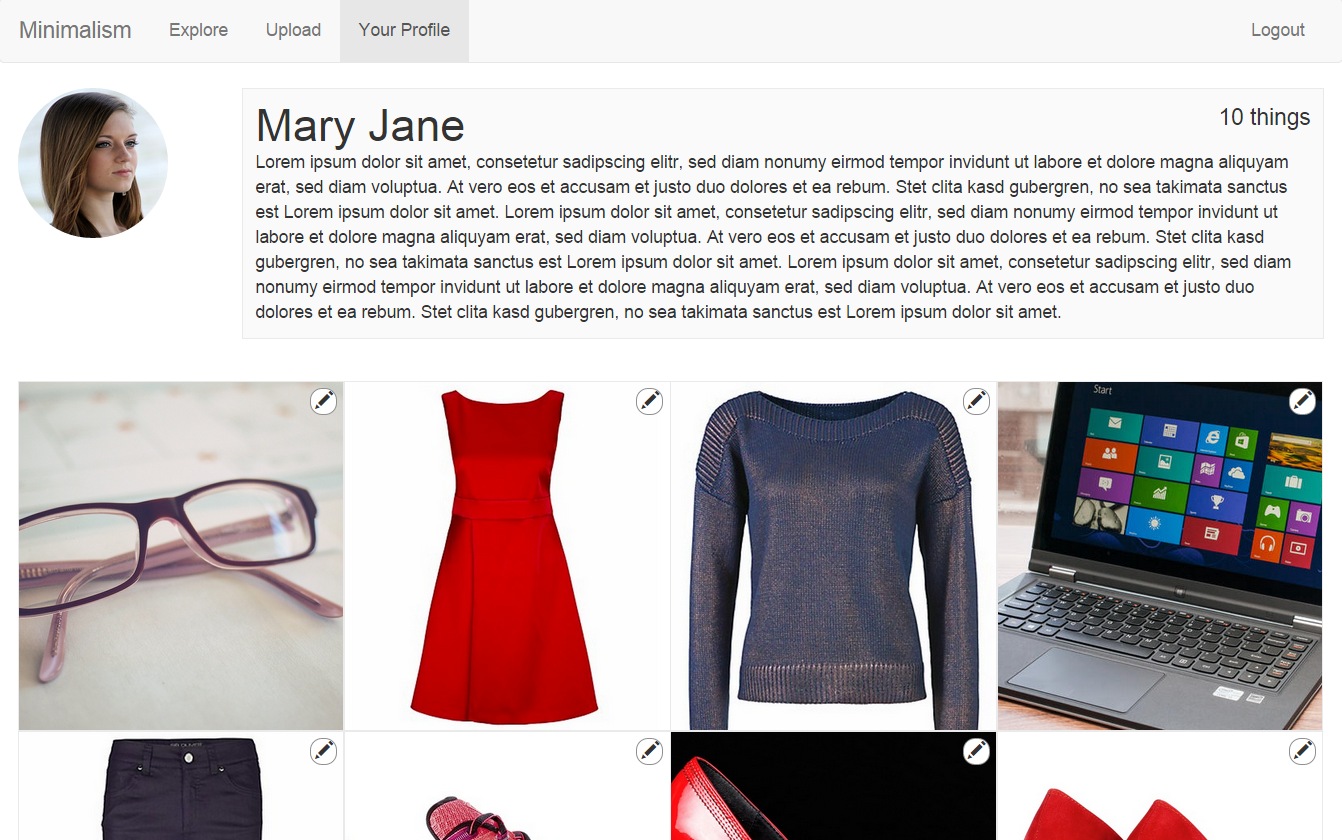 Minimalism Explore Upload Your Profile Logout
Mary Jane
10 things
Lorem ipsum dolor sit amet, consetetur sadipscing elitr, sed diam nonumy eirmod tempor invidunt ut labore et dolore magna aliquyam
erat, sed diam voluptua. At vero eos et accusam et justo duo dolores et ea rebum. Stet clita kasd gubergren, no sea takimata sanctus
est Lorem ipsum dolor sit amet. Lorem ipsum dolor sit amet, consetetur sadipscing elitr, sed diam nonumy eirmod tempor invidunt ut
labore et dolore magna aliquyam erat, sed diam voluptua. At vero eos et accusam et justo duo dolores et ea rebum. Stet clita kasd
gubergren, no sea takimata sanctus est Lorem ipsum dolor sit amet. Lorem ipsum dolor sit amet, consetetur sadipscing elitr, sed diam
nonumy eirmod tempor invidunt ut labore et dolore magna aliquyam erat, sed diam voluptua. At vero eos et accusam et justo duo
dolores et ea rebum. Stet clita kasd gubergren, no sea takimata sanctus est Lorem ipsum dolor sit amet.
Start